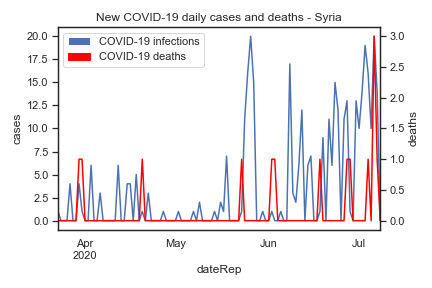 New COVID-19 daily cases and deaths - Syria
COVID-19 infections
COVID-19 deaths
20.0
17.5
15.0
12.5
10.0
7.5
5.0
2.5
0.0
cases
3.0
2.5
2.0
1.5
1.0
0.5
0.0
deaths
Apr
2020
May
Jun
Jul
dateRep